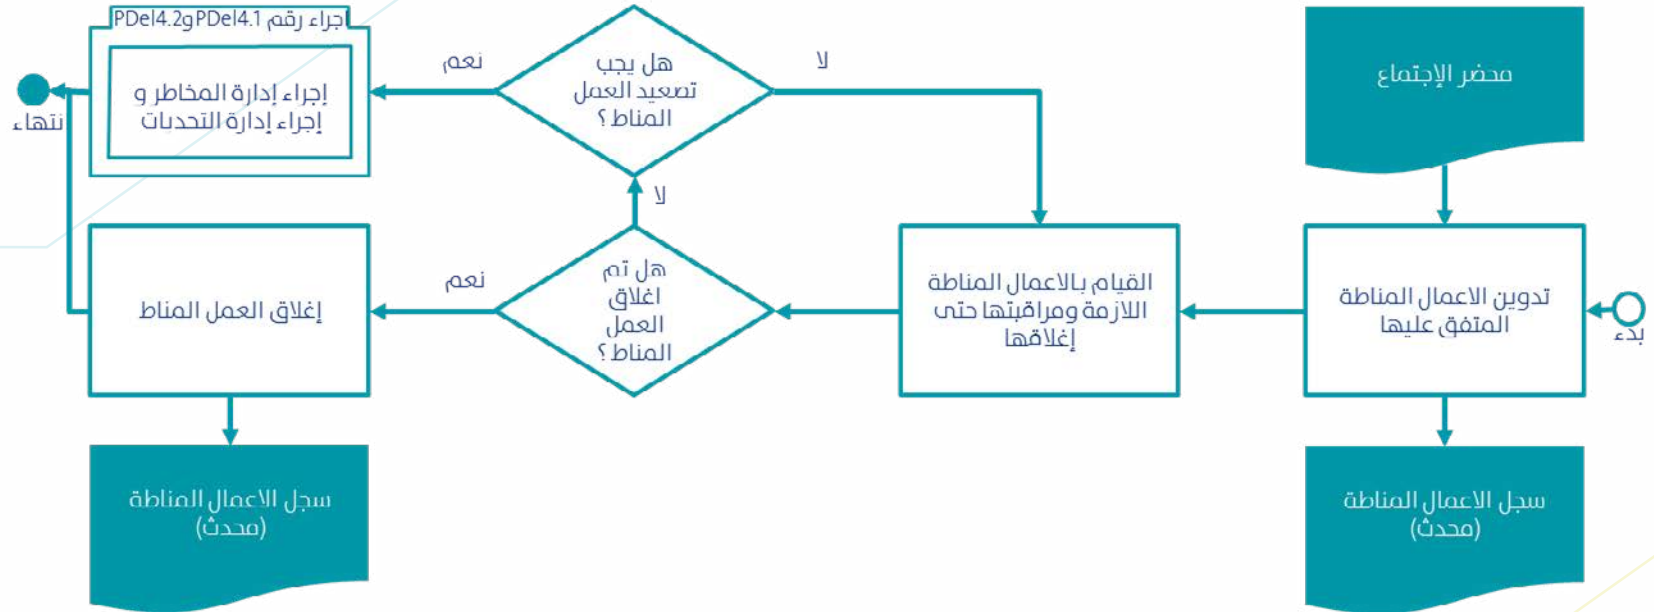 محضر الإجتماع
بدء
تدوين الاعمال المناطة
المتفق عليها
سجل الاعمال المناطة
(محدث)
القيام بالاعمال المناطة
اللازمة ومراقبتها حتى
إغلاقها
هل تم
اغلاق
العمل
المناط؟
لا
نعم
هل يجب
تصعيد العمل
المناط؟
لا
نعم
اجراء رقم PDel4.1وPDel4.2
إجراء إدارة المخاطر و
إجراء إدارة التحديات
نتهاء
إغلاق العمل المناط
سجل الاعمال المناطة
(محدث)